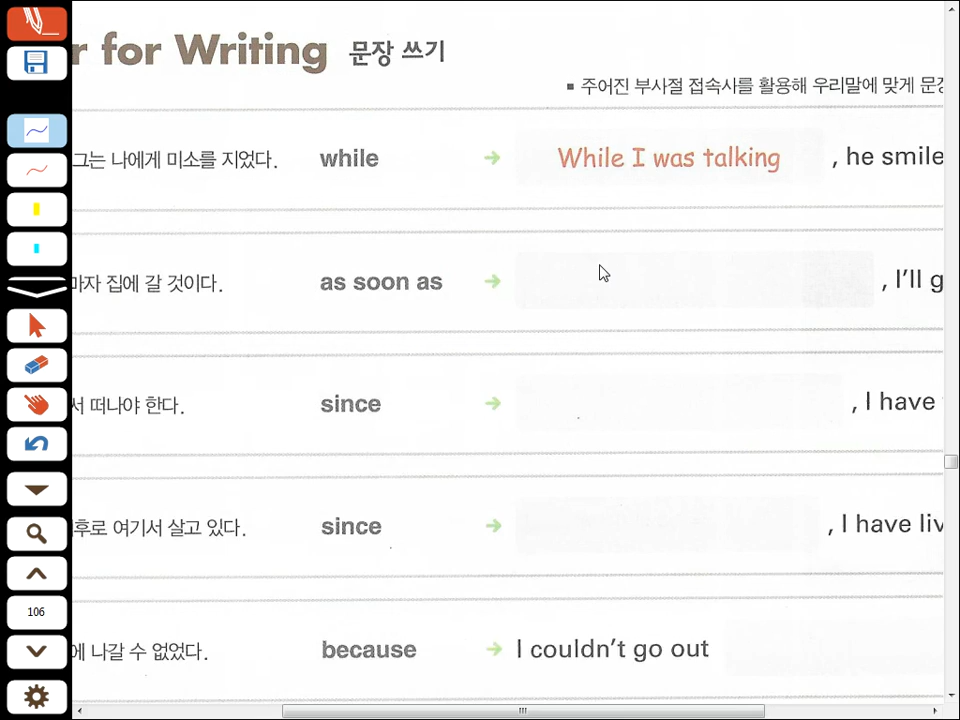 r for Writing 문장 쓰기
▪ 주어진 부사절 접속사를 활용해 우리말에 맞게 문장
그는 나에게 미소를 지었다. while → While I was talking , he smile
마자 집에 갈 것이다. as soon as → , I'll g
서 떠나야 한다. since → , I have
후로 여기서 살고 있다. since → , I have liv
에 나갈 수 없었다. because → I couldn't go out
106